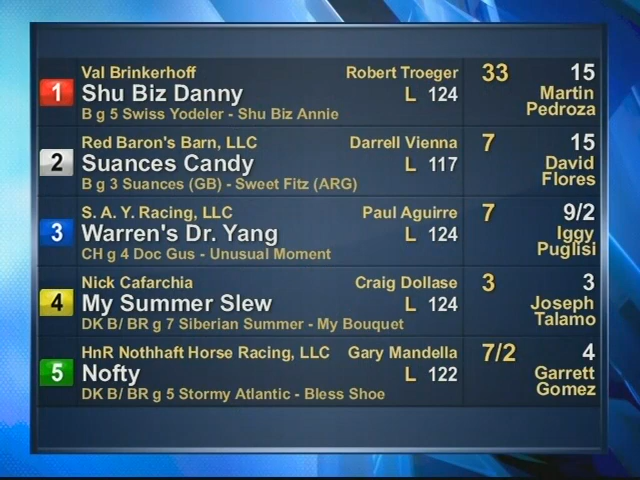 Val Brinkerhoff Robert Troeger 33 15
1 Shu Biz Danny L 124 Martin Pedroza
B g 5 Swiss Yodeler - Shu Biz Annie
Red Baron's Barn, LLC Darrell Vienna 7 15
2 Suances Candy L 117 David Flores
B g 3 Suances (GB) - Sweet Fitz (ARG)
S. A. Y. Racing, LLC Paul Aguirre 7 9/2
3 Warren's Dr. Yang L 124 Iggy Puglisi
CH g 4 Doc Gus - Unusual Moment
Nick Cafarchia Craig Dollase 3 3
4 My Summer Slew L 124 Joseph Talamo
DK B/ BR g 7 Siberian Summer - My Bouquet
HnR Nothhaft Horse Racing, LLC Gary Mandella 7/2 4
5 Nofty L 122 Garrett Gomez
DK B/ BR g 5 Stormy Atlantic - Bless Shoe